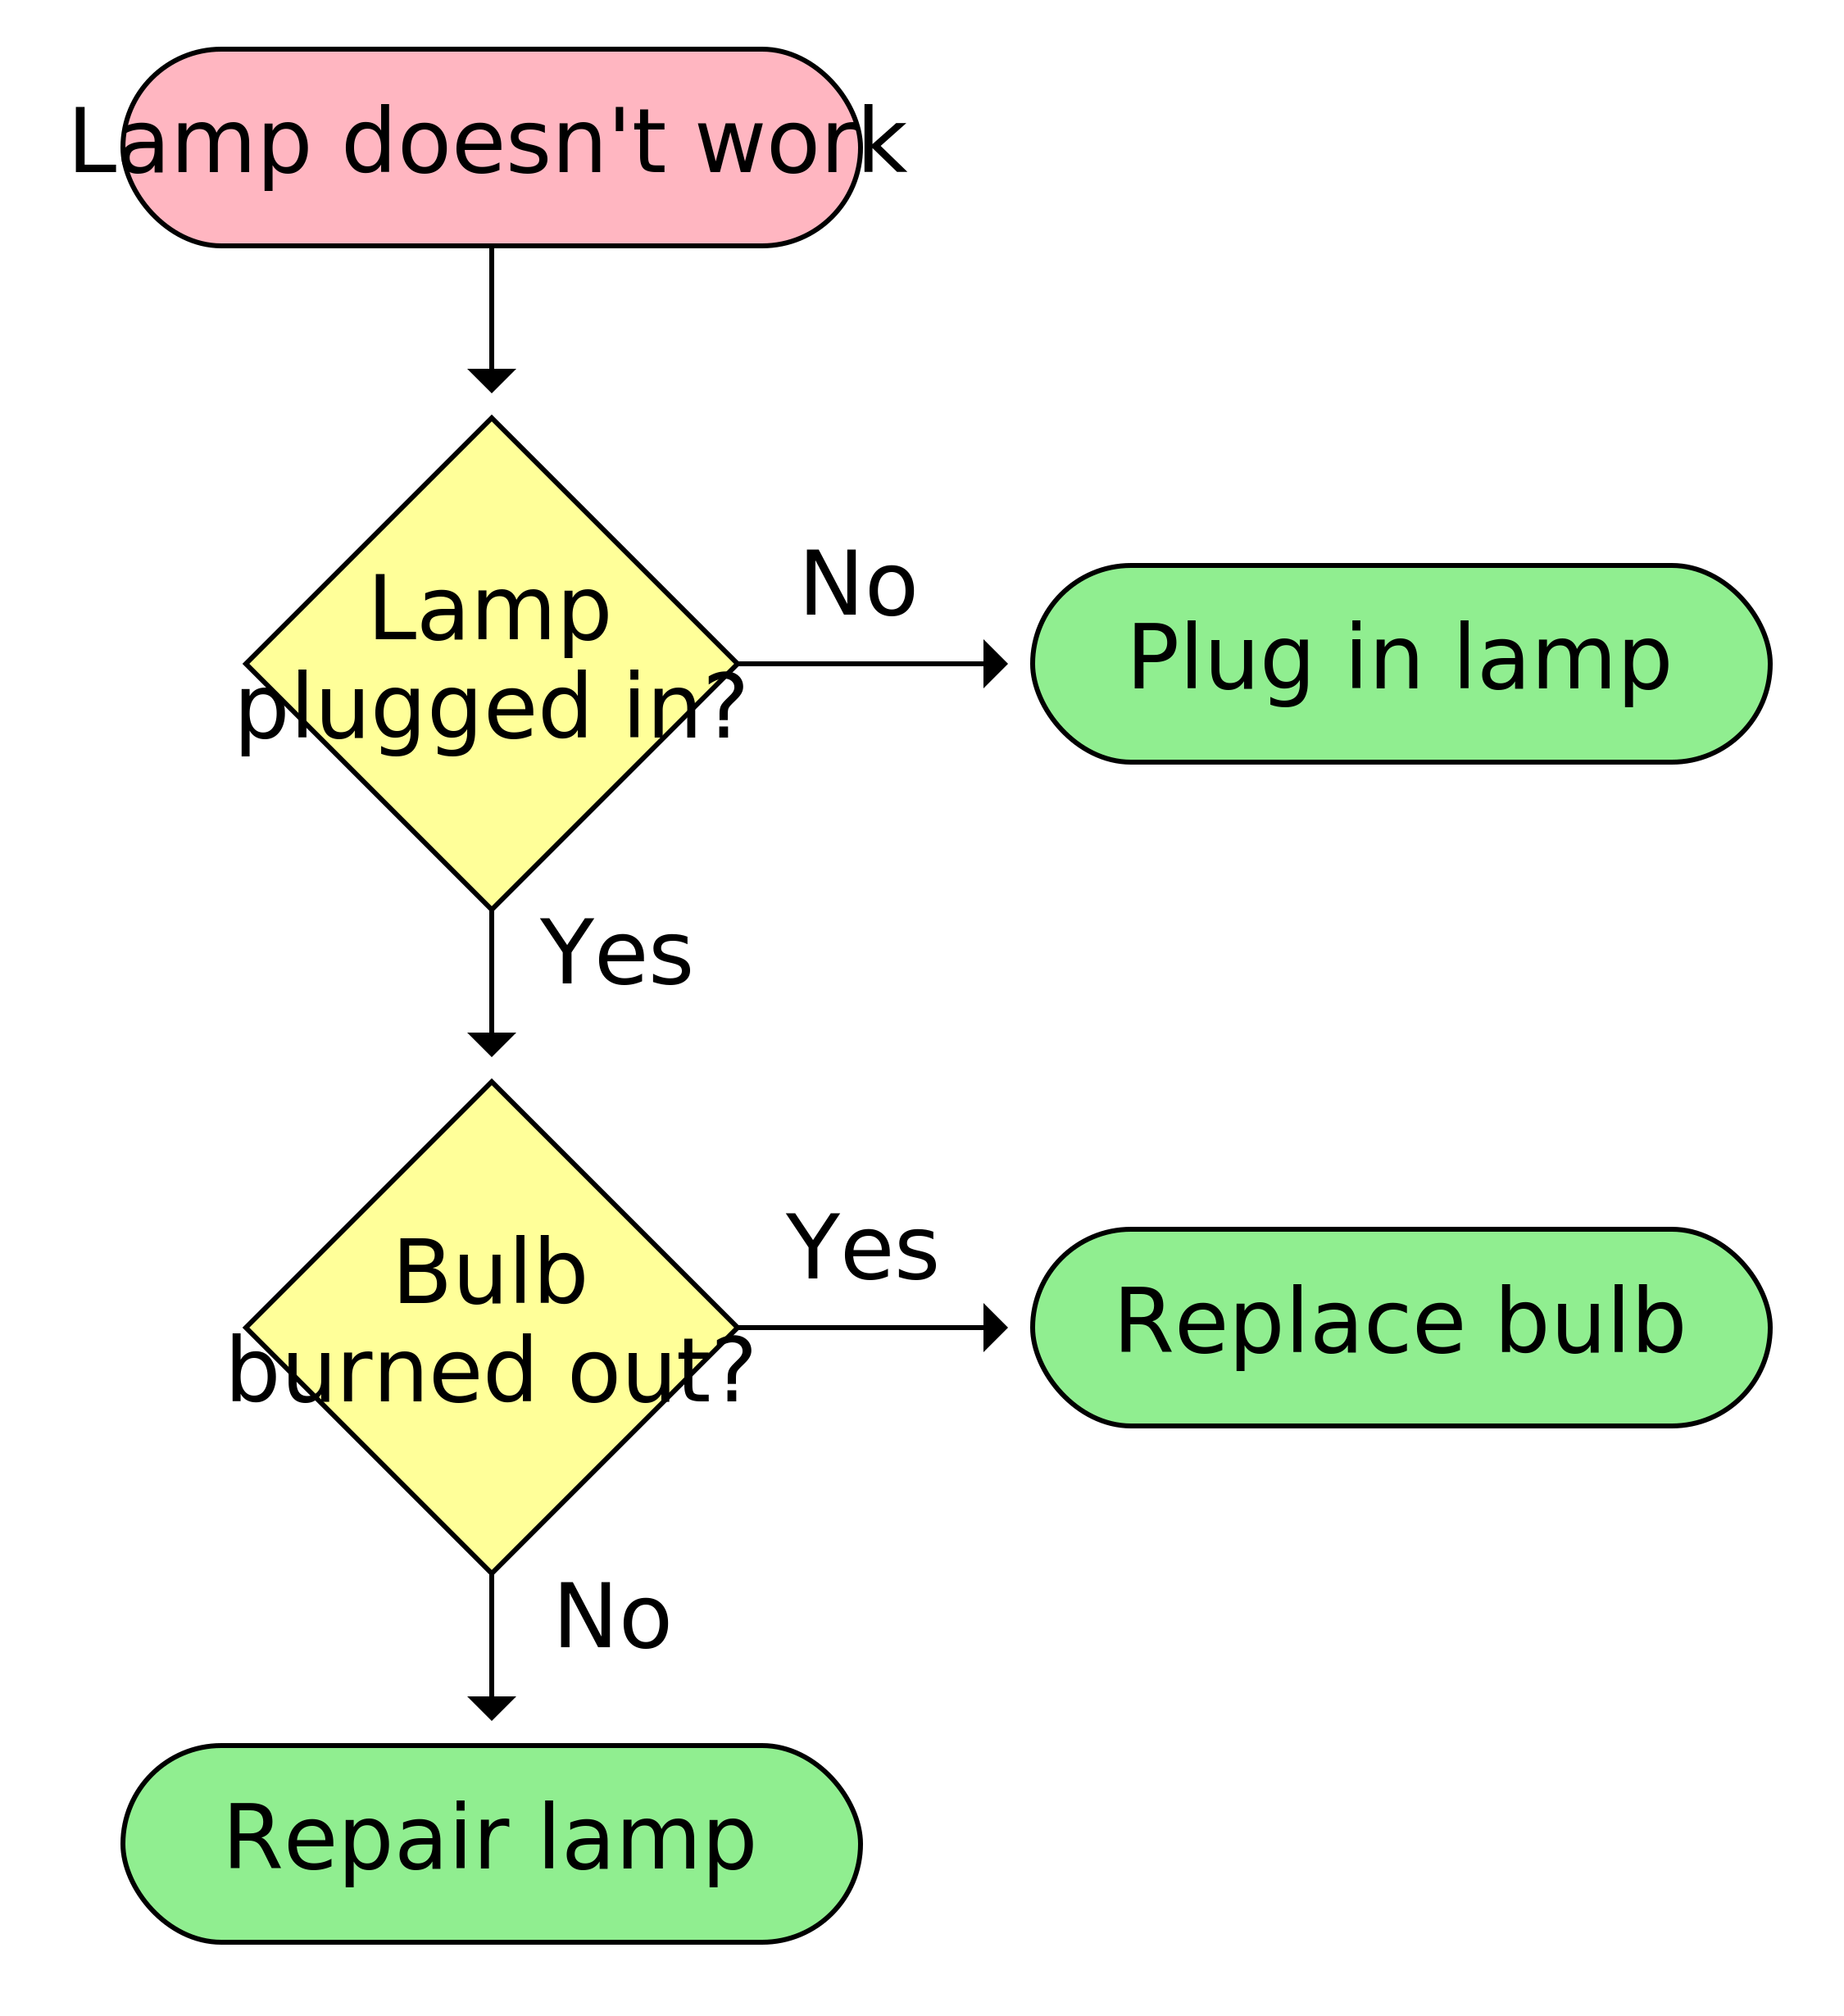 Lamp doesn't work
Lamp
plugged in?
No
Plug in lamp
Yes
Bulb
burned out?
Yes
Replace bulb
No
Repair lamp